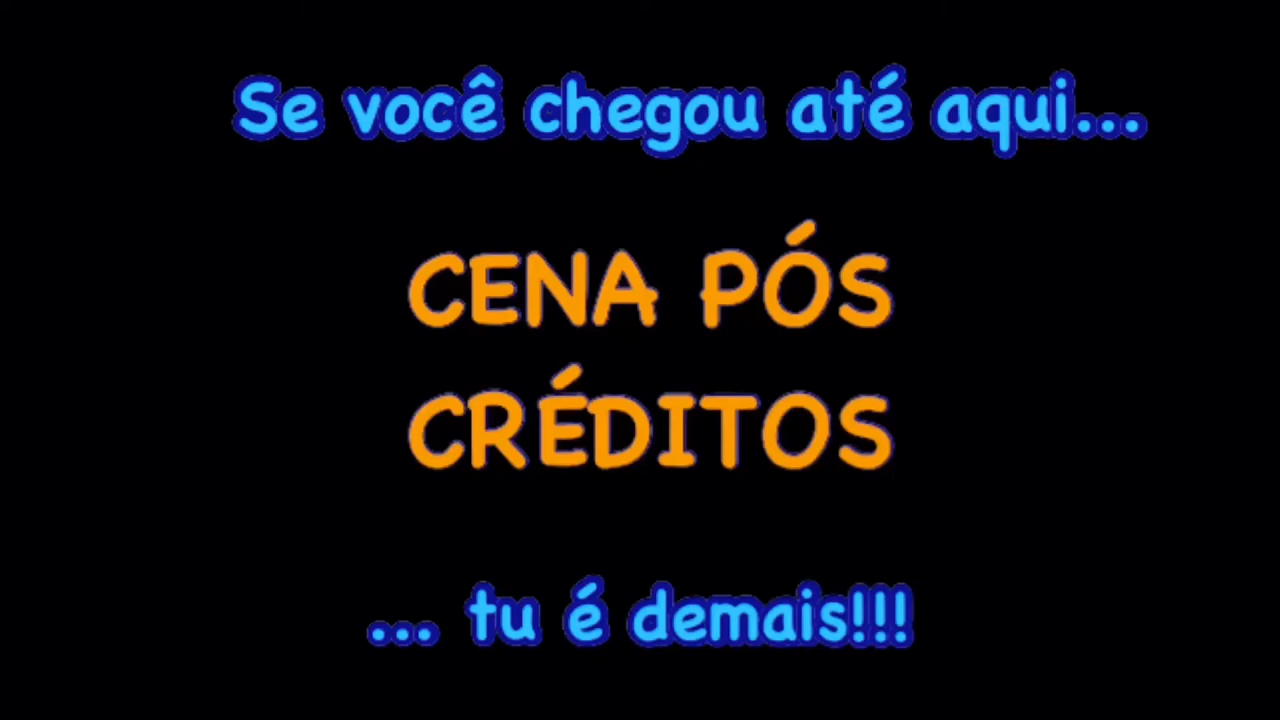 Se você chegou até aqui...
CENA PÓS
CRÉDITOS
... tu é demais!!!